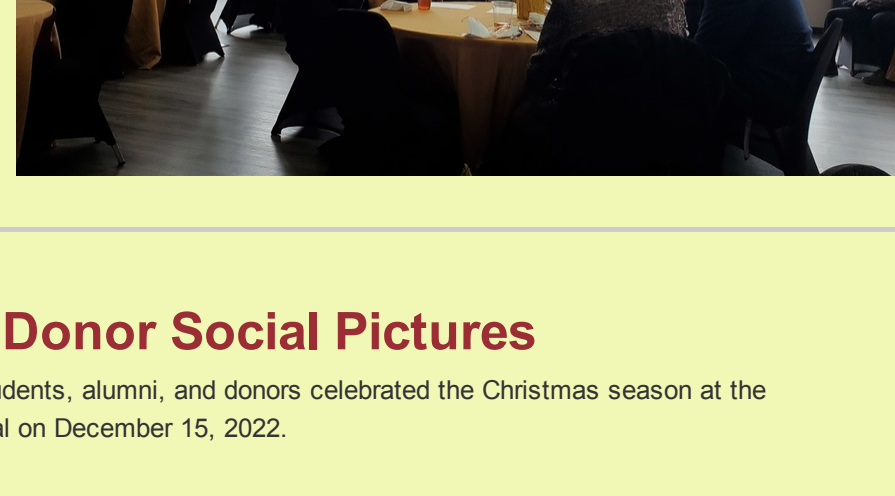 Donor Social Pictures
udents, alumni, and donors celebrated the Christmas season at the
al on December 15, 2022.